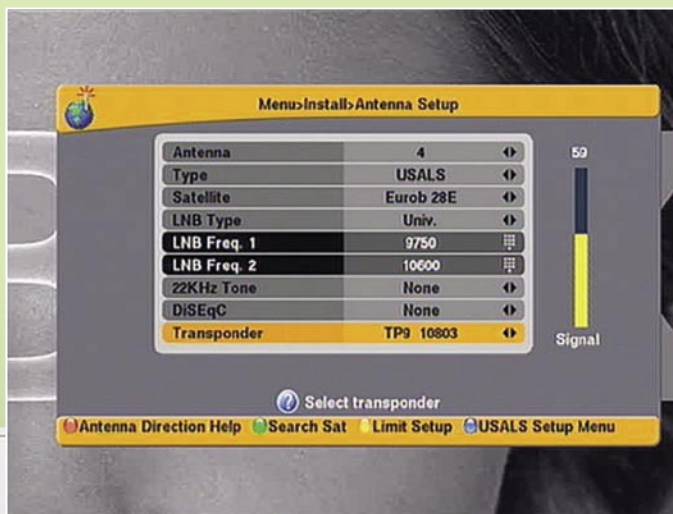 Menu>Install>Antenna Setup
Antenna 4
Type USALS
Satellite Eurob 28E
LNB Type Univ.
LNB Freq. 1 9750
LNB Freq. 2 10600
22KHz Tone None
DiSEqC None
Transponder TP9 10803
59
Signal
Select transponder
Antenna Direction Help Search Sat Limit Setup USALS Setup Menu